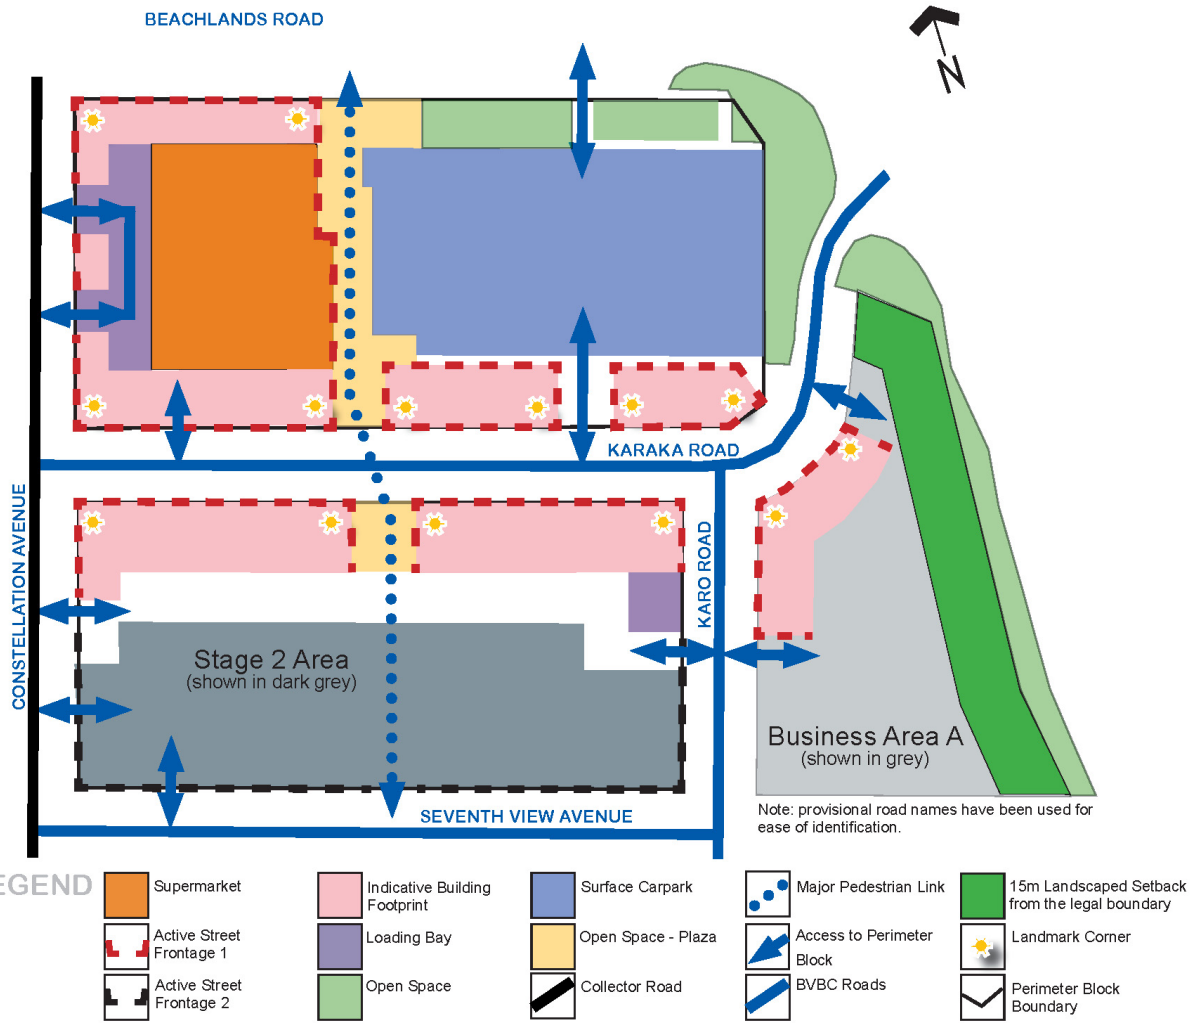 BEACHLANDS ROAD
N
KARAKA ROAD
CONSTELLATION AVENUE
KARO ROAD
Stage 2 Area
(shown in dark grey)
Business Area A
(shown in grey)
SEVENTH VIEW AVENUE
Note: provisional road names have been used for
ease of identification.
EGEND
Supermarket
Indicative Building
Footprint
Surface Carpark
Major Pedestrian Link
15m Landscaped Setback
from the legal boundary
Active Street
Frontage 1
Loading Bay
Open Space - Plaza
Access to Perimeter
Block
Landmark Corner
Active Street
Frontage 2
Open Space
Collector Road
BVBC Roads
Perimeter Block
Boundary